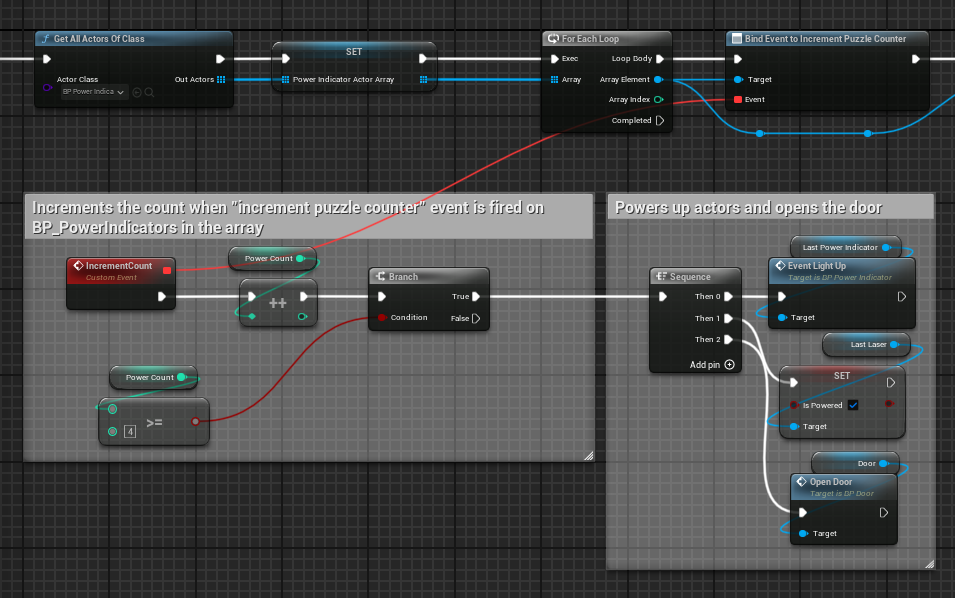 Get All Actors Of Class
Actor Class
Out Actors
BP Power Indica
SET
Power Indicator Actor Array
For Each Loop
Exec
Loop Body
Array
Array Element
Array Index
Completed
Bind Event to Increment Puzzle Counter
Target
Event
Increments the count when "increment puzzle counter" event is fired on
BP_PowerIndicators in the array
IncrementCount
Custom Event
Power Count
++
Branch
True
Condition
False
Power Count
>=
4
Powers up actors and opens the door
Sequence
Then 0
Then 1
Then 2
Add pin
Last Power Indicator
Event Light Up
Target is BP Power Indicator
Target
Last Laser
SET
Is Powered
Target
Door
Open Door
Target is BP Door
Target